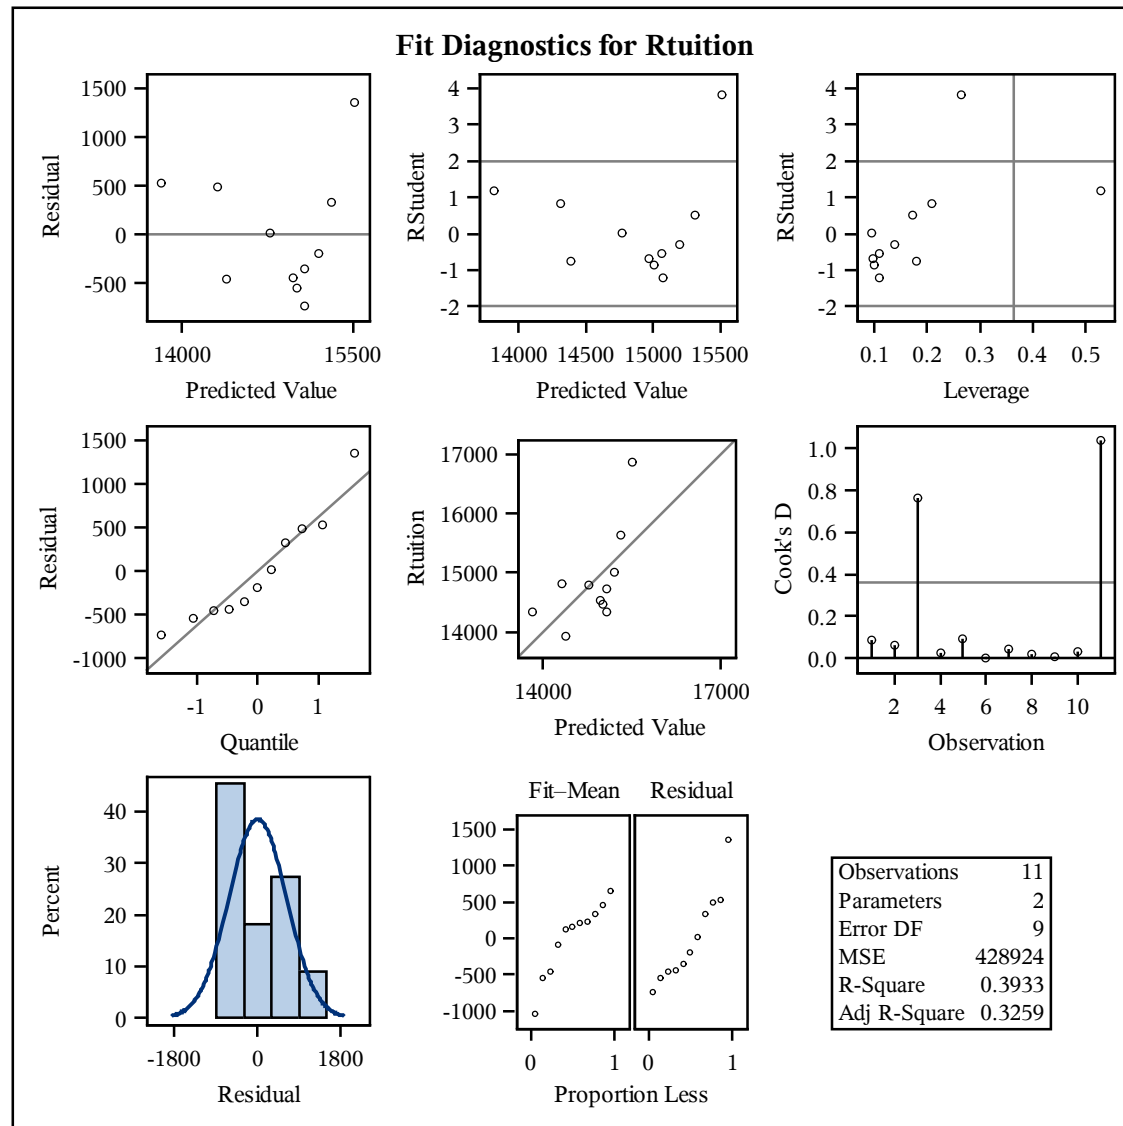 Fit Diagnostics for Rtuition
1500
1000
500
0
-500
Residual
14000 15500
Predicted Value
4
3
2
1
0
-1
-2
RStudent
14000 14500 15000 15500
Predicted Value
4
3
2
1
0
-1
-2
RStudent
0.1 0.2 0.3 0.4 0.5
Leverage
1500
1000
500
0
-500
-1000
Residual
-1 0 1
Quantile
17000
16000
15000
14000
Rtuition
14000 17000
Predicted Value
1.0
0.8
0.6
0.4
0.2
0.0
Cook's D
2 4 6 8 10
Observation
40
30
20
10
0
Percent
-1800 0 1800
Residual
Fit–Mean Residual
1500
1000
500
0
-500
-1000
0 1 0 1
Proportion Less
Observations 11
Parameters 2
Error DF 9
MSE 428924
R-Square 0.3933
Adj R-Square 0.3259